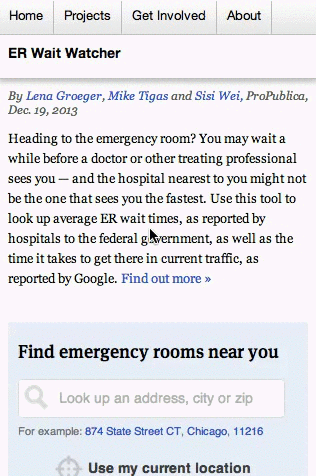 Home Projects Get Involved About
ER Wait Watcher
By Lena Groeger, Mike Tigas and Sisi Wei, ProPublica,
Dec. 19, 2013
Heading to the emergency room? You may wait a
while before a doctor or other treating professional
sees you — and the hospital nearest to you might not
be the one that sees you the fastest. Use this tool to
look up average ER wait times, as reported by
hospitals to the federal government, as well as the
time it takes to get there in current traffic, as
reported by Google. Find out more »
Find emergency rooms near you
Look up an address, city or zip
For example: 874 State Street CT, Chicago, 11216
Use my current location